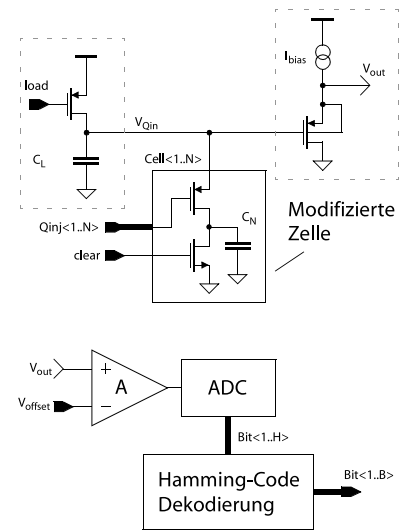 load
I_bias
V_out
V_Qin
C_L
Cell<1..N>
C_N
Qinj<1..N>
clear
Modifizierte
Zelle
V_out
V_offset
+
−
A
ADC
Bit<1..H>
Hamming-Code
Dekodierung
Bit<1..B>